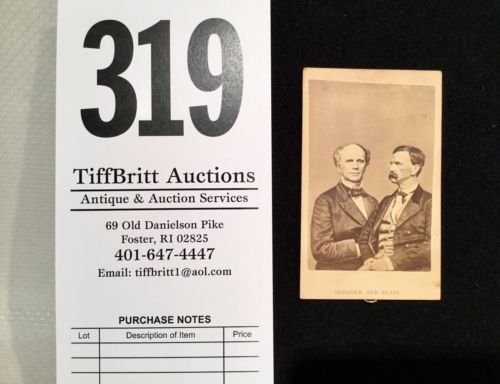 319
TiffBritt Auctions
Antique & Auction Services
69 Old Danielson Pike
Foster, RI 02825
401-647-4447
Email: tiffbritt1@aol.com
PURCHASE NOTES
Lot Description of Item Price
SEYMOUR AND BLAIR.